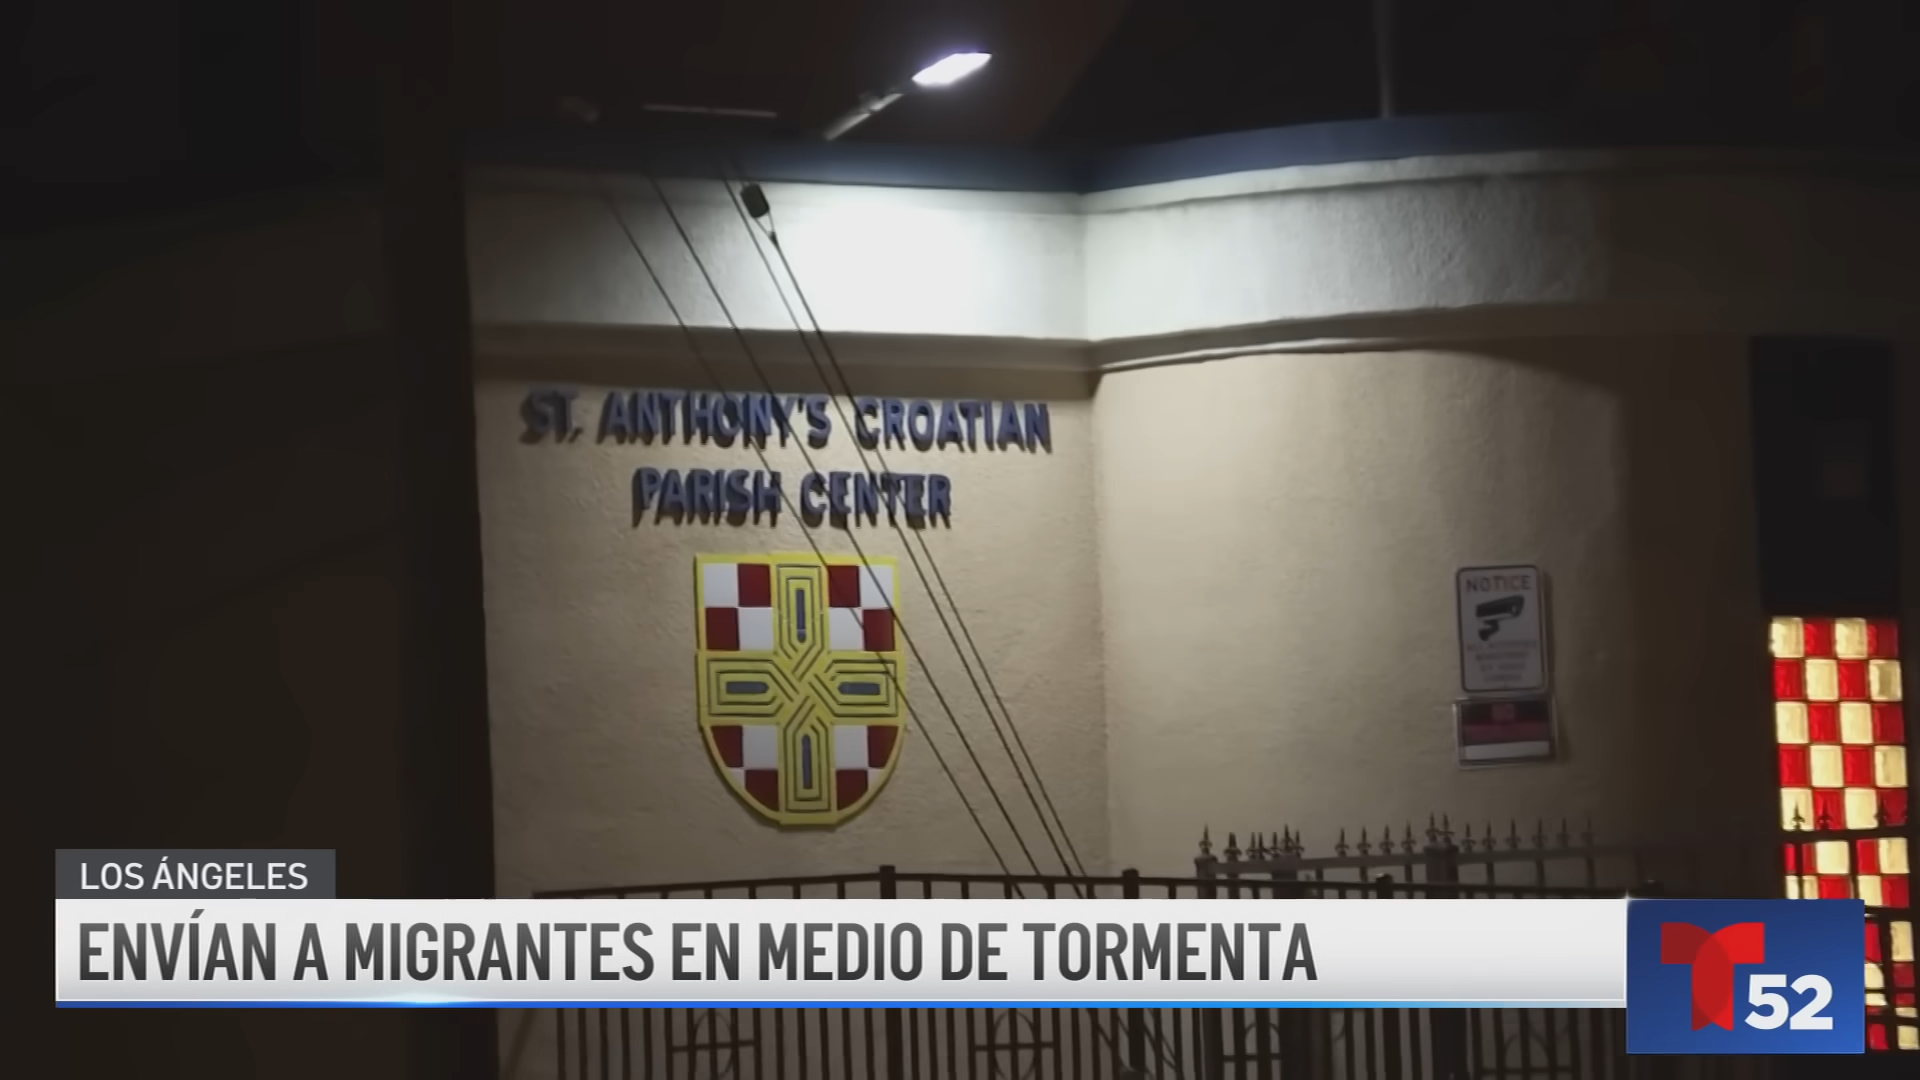 ST. ANTHONY'S CROATIAN
PARISH CENTER
NOTICE
LOS ÁNGELES
ENVÍAN A MIGRANTES EN MEDIO DE TORMENTA
52